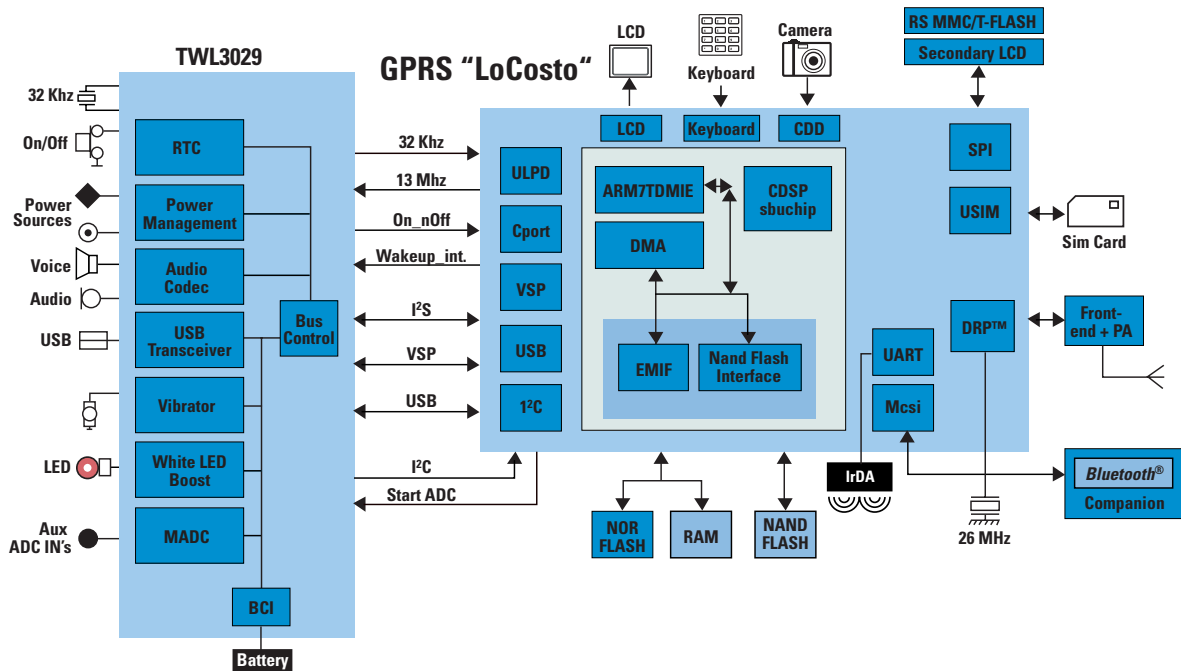 TWL3029
GPRS “LoCosto“
LCD
Keyboard
Camera
RS MMC/T-FLASH
Secondary LCD
32 Khz
On/Off
Power
Sources
Voice
Audio
USB
LED
Aux
ADC IN's
RTC
Power
Management
Audio
Codec
USB
Transceiver
Bus
Control
Vibrator
White LED
Boost
MADC
BCI
Battery
32 Khz
13 Mhz
On_nOff
Wakeup_int.
I²S
VSP
USB
I²C
Start ADC
LCD
Keyboard
CDD
ULPD
Cport
VSP
USB
1²C
ARM7TDMIE
CDSP
sbuchip
DMA
EMIF
Nand Flash
Interface
SPI
USIM
DRP™
UART
Mcsi
Sim Card
Front-
end + PA
Bluetooth®
Companion
IrDA
26 MHz
NOR
FLASH
RAM
NAND
FLASH